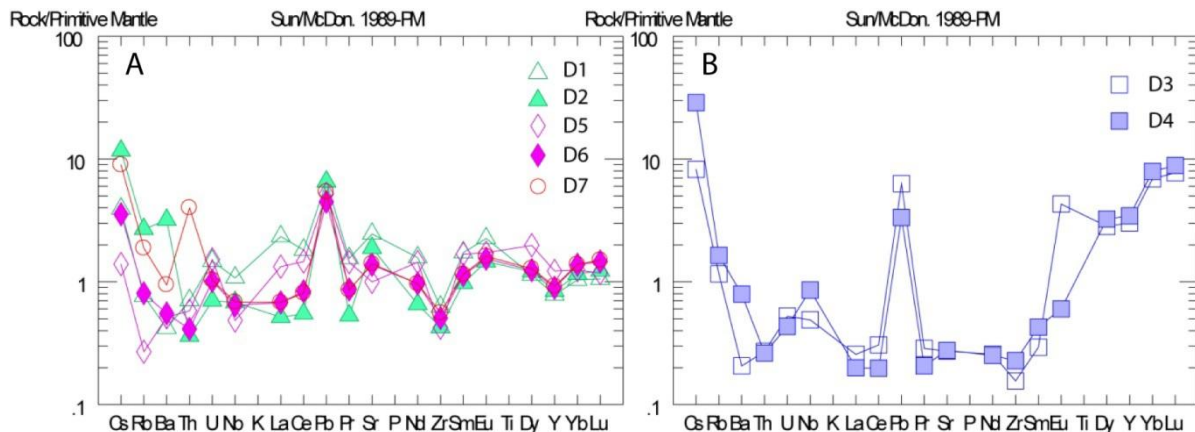 Rock/Primitive Mantle Sun/McDon. 1989-PM
100
A
D1
D2
D5
D6
D7
10
1
.1
Cs Rb Ba Th U Nb K La Ce Pb Pr Sr P Nd Zr Sm Eu Ti Dy Y Yb Lu
Rock/Primitive Mantle Sun/McDon. 1989-PM
100
B
D3
D4
10
1
.1
Cs Rb Ba Th U Nb K La Ce Pb Pr Sr P Nd Zr Sm Eu Ti Dy Y Yb Lu